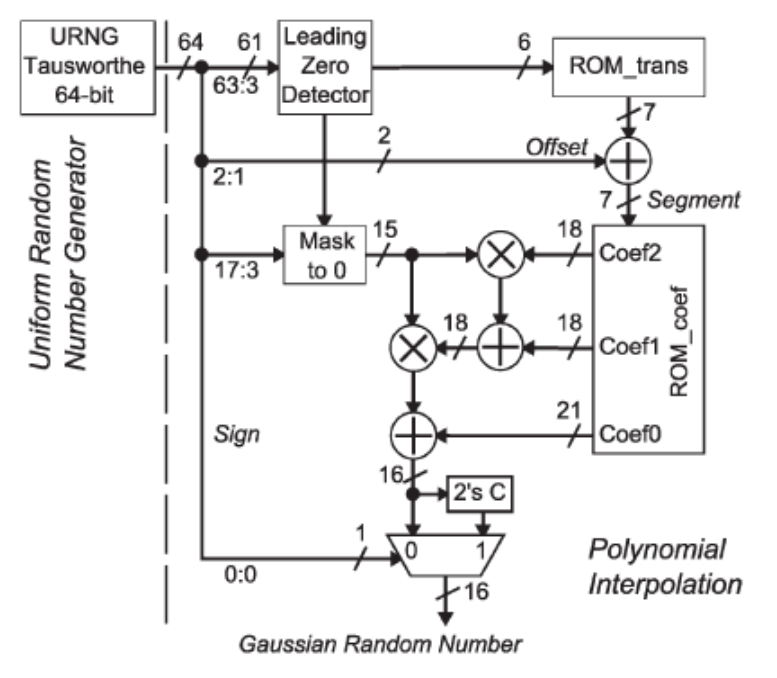 URNG
Tausworthe
64-bit
64
61
63:3
Leading
Zero
Detector
6
ROM_trans
7
2
2:1
Offset
7
Segment
Uniform Random
Number Generator
17:3
Mask
to 0
15
18
Coef2
18
18
Coef1
ROM_coef
21
Coef0
Sign
16
2's C
1
0:0
0
1
16
Polynomial
Interpolation
Gaussian Random Number